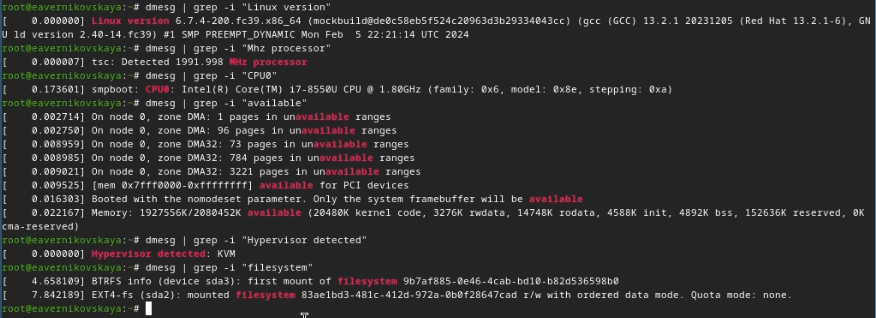 root@eavernikovskaya:~# dmesg | grep -i "Linux version"
[    0.000000] Linux version 6.7.4-200.fc39.x86_64 (mockbuild@de0c58eb5f524c20963d3b29334043cc) (gcc (GCC) 13.2.1 20231205 (Red Hat 13.2.1-6), GN
U ld version 2.40-14.fc39) #1 SMP PREEMPT_DYNAMIC Mon Feb  5 22:21:14 UTC 2024
root@eavernikovskaya:~# dmesg | grep -i "Mhz processor"
[    0.000007] tsc: Detected 1991.998 MHz processor
root@eavernikovskaya:~# dmesg | grep -i "CPU0"
[    0.173601] smpboot: CPU0: Intel(R) Core(TM) i7-8550U CPU @ 1.80GHz (family: 0x6, model: 0x8e, stepping: 0xa)
root@eavernikovskaya:~# dmesg | grep -i "available"
[    0.002714] On node 0, zone DMA: 1 pages in unavailable ranges
[    0.002750] On node 0, zone DMA: 96 pages in unavailable ranges
[    0.008959] On node 0, zone DMA32: 73 pages in unavailable ranges
[    0.008985] On node 0, zone DMA32: 784 pages in unavailable ranges
[    0.009021] On node 0, zone DMA32: 3221 pages in unavailable ranges
[    0.009525] [mem 0x7fff0000-0xffffffff] available for PCI devices
[    0.016303] Booted with the nomodeset parameter. Only the system framebuffer will be available
[    0.022167] Memory: 1927556K/2080452K available (20480K kernel code, 3276K rwdata, 14748K rodata, 4588K init, 4892K bss, 152636K reserved, 0K
cma-reserved)
root@eavernikovskaya:~# dmesg | grep -i "Hypervisor detected"
[    0.000000] Hypervisor detected: KVM
root@eavernikovskaya:~# dmesg | grep -i "filesystem"
[    4.658109] BTRFS info (device sda3): first mount of filesystem 9b7af885-0e46-4cab-bd10-b82d536598b0
[    7.842189] EXT4-fs (sda2): mounted filesystem 83ae1bd3-481c-412d-972a-0b0f28647cad r/w with ordered data mode. Quota mode: none.
root@eavernikovskaya:~#